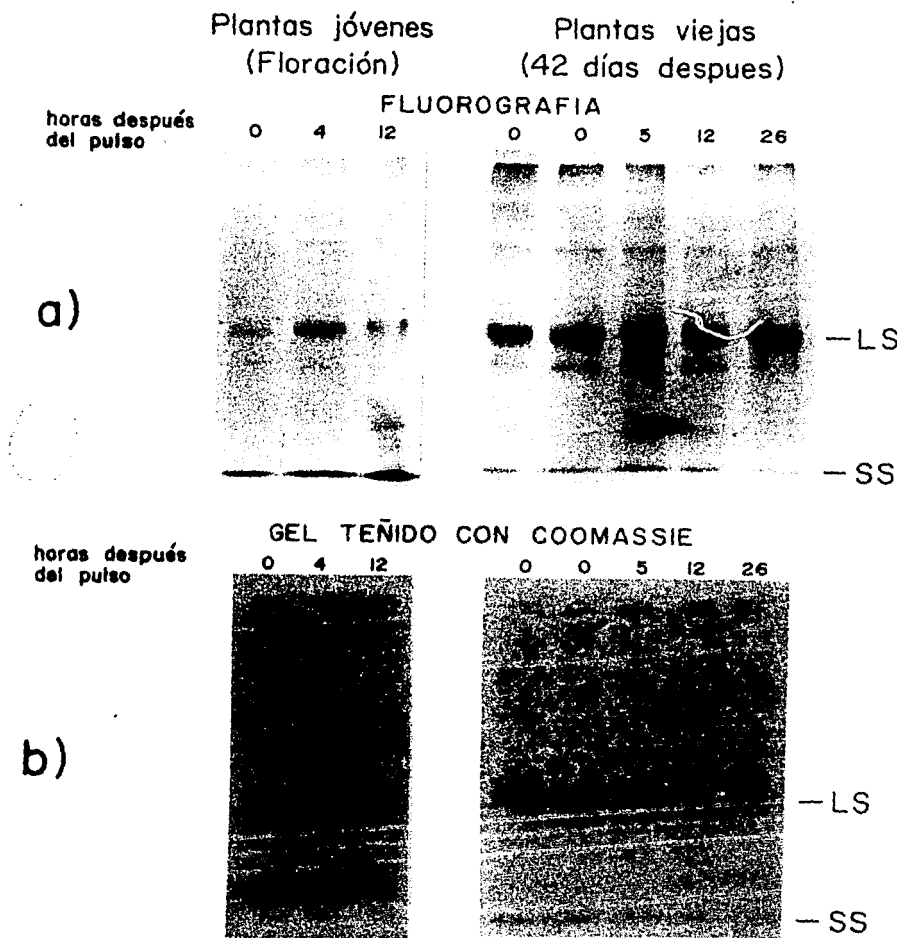 Plantas jóvenes
(Floración)
Plantas viejas
(42 días despues)
FLUOROGRAFIA
horas después
del pulso
0 4 12
0 0 5 12 26
a)
— LS
— SS
GEL TEÑIDO CON COOMASSIE
horas después
del pulso
0 4 12
0 0 5 12 26
b)
— LS
— SS